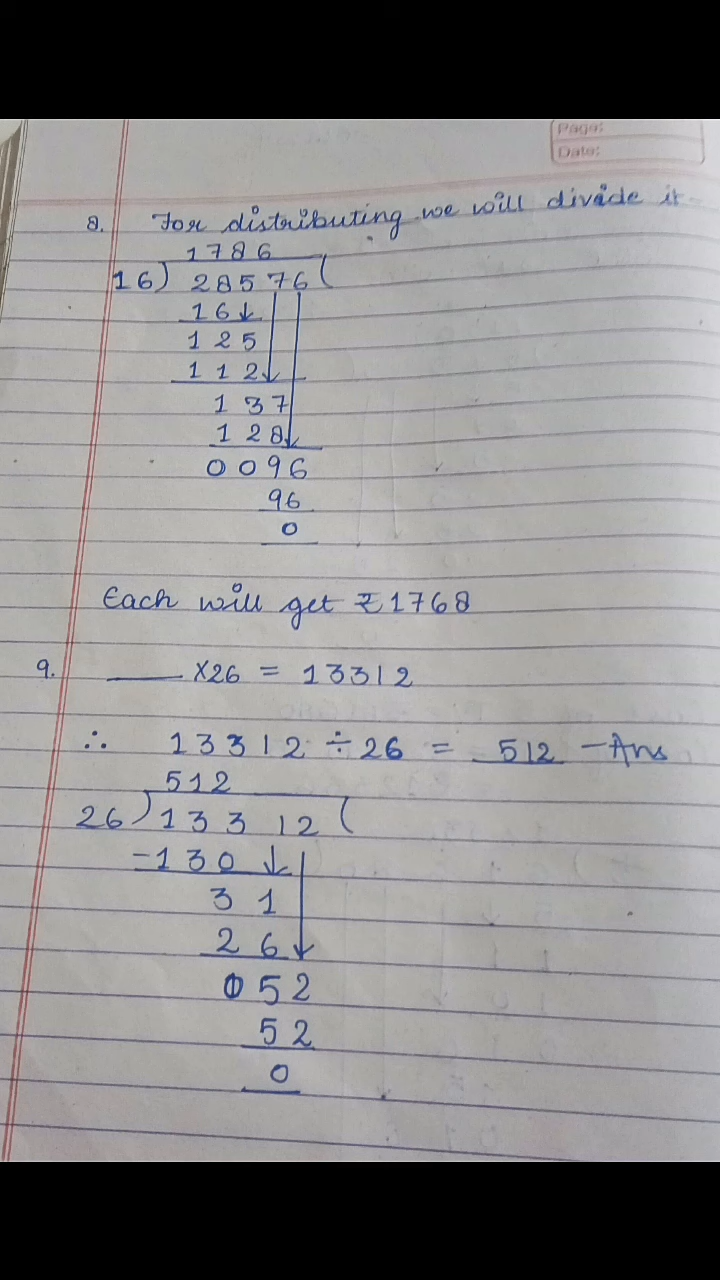 Page:
Date:
8. For distributing we will divide it
1786
16) 28576 (
16
125
112
137
128
0096
96
0
Each will get ₹1768
9. ___ ×26 = 13312
∴ 13312 ÷ 26 = 512 - Ans
512
26) 13312 (
-130
31
26
052
52
0